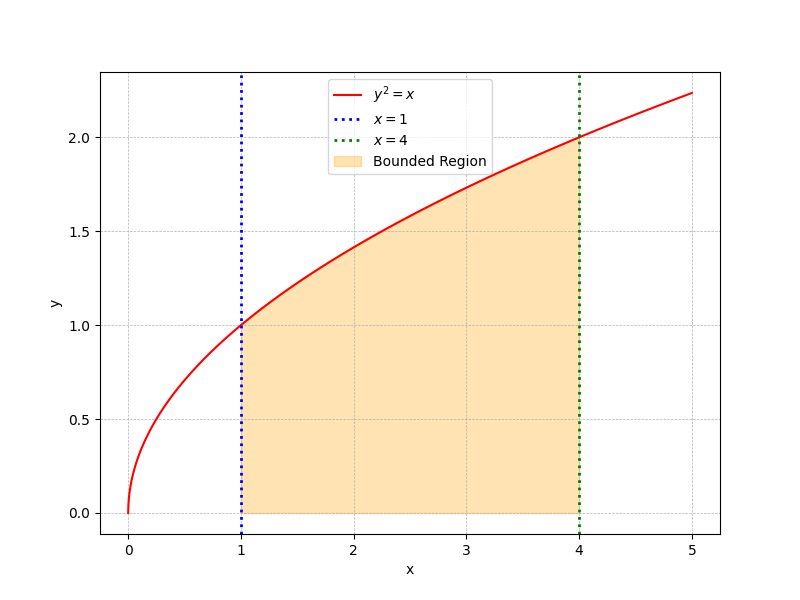 y² = x
x = 1
x = 4
Bounded Region
2.0
1.5
1.0
0.5
0.0
y
0 1 2 3 4 5
x